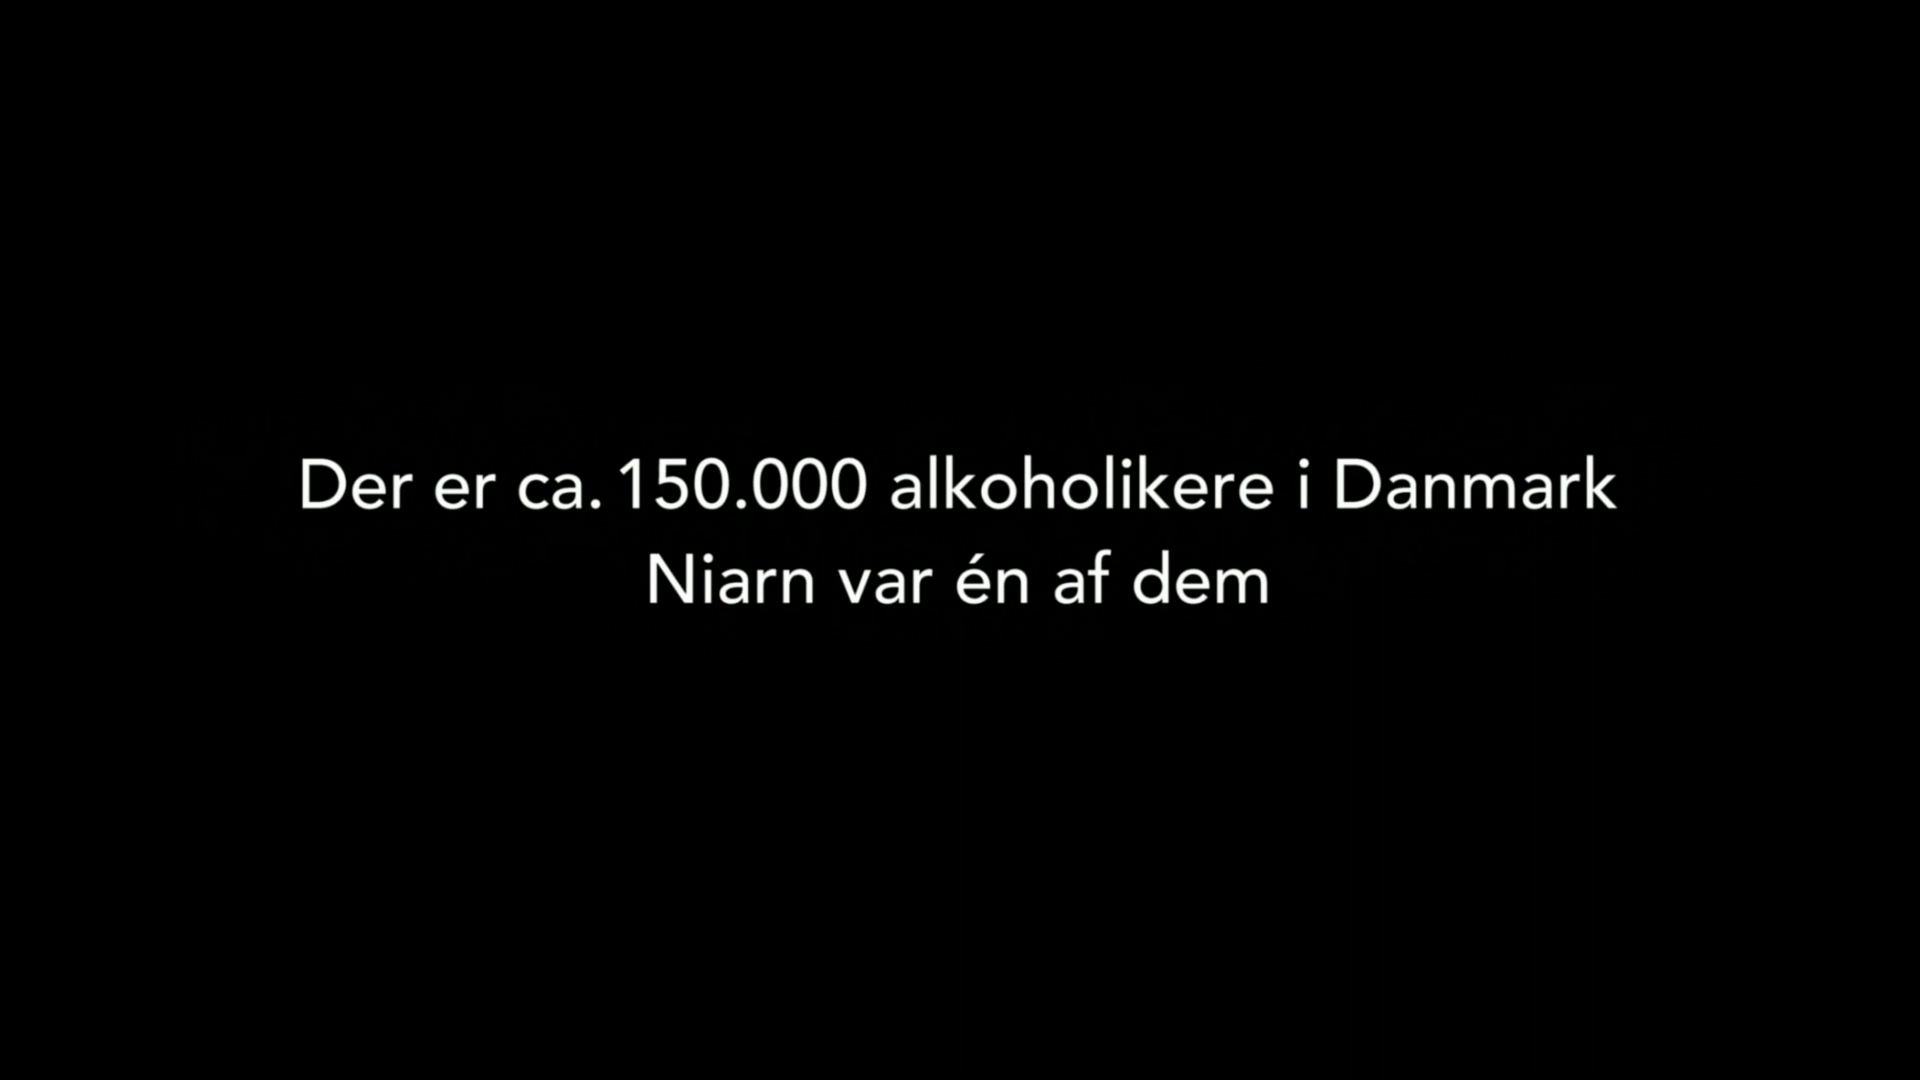 Der er ca. 150.000 alkoholikere i Danmark
Niarn var én af dem